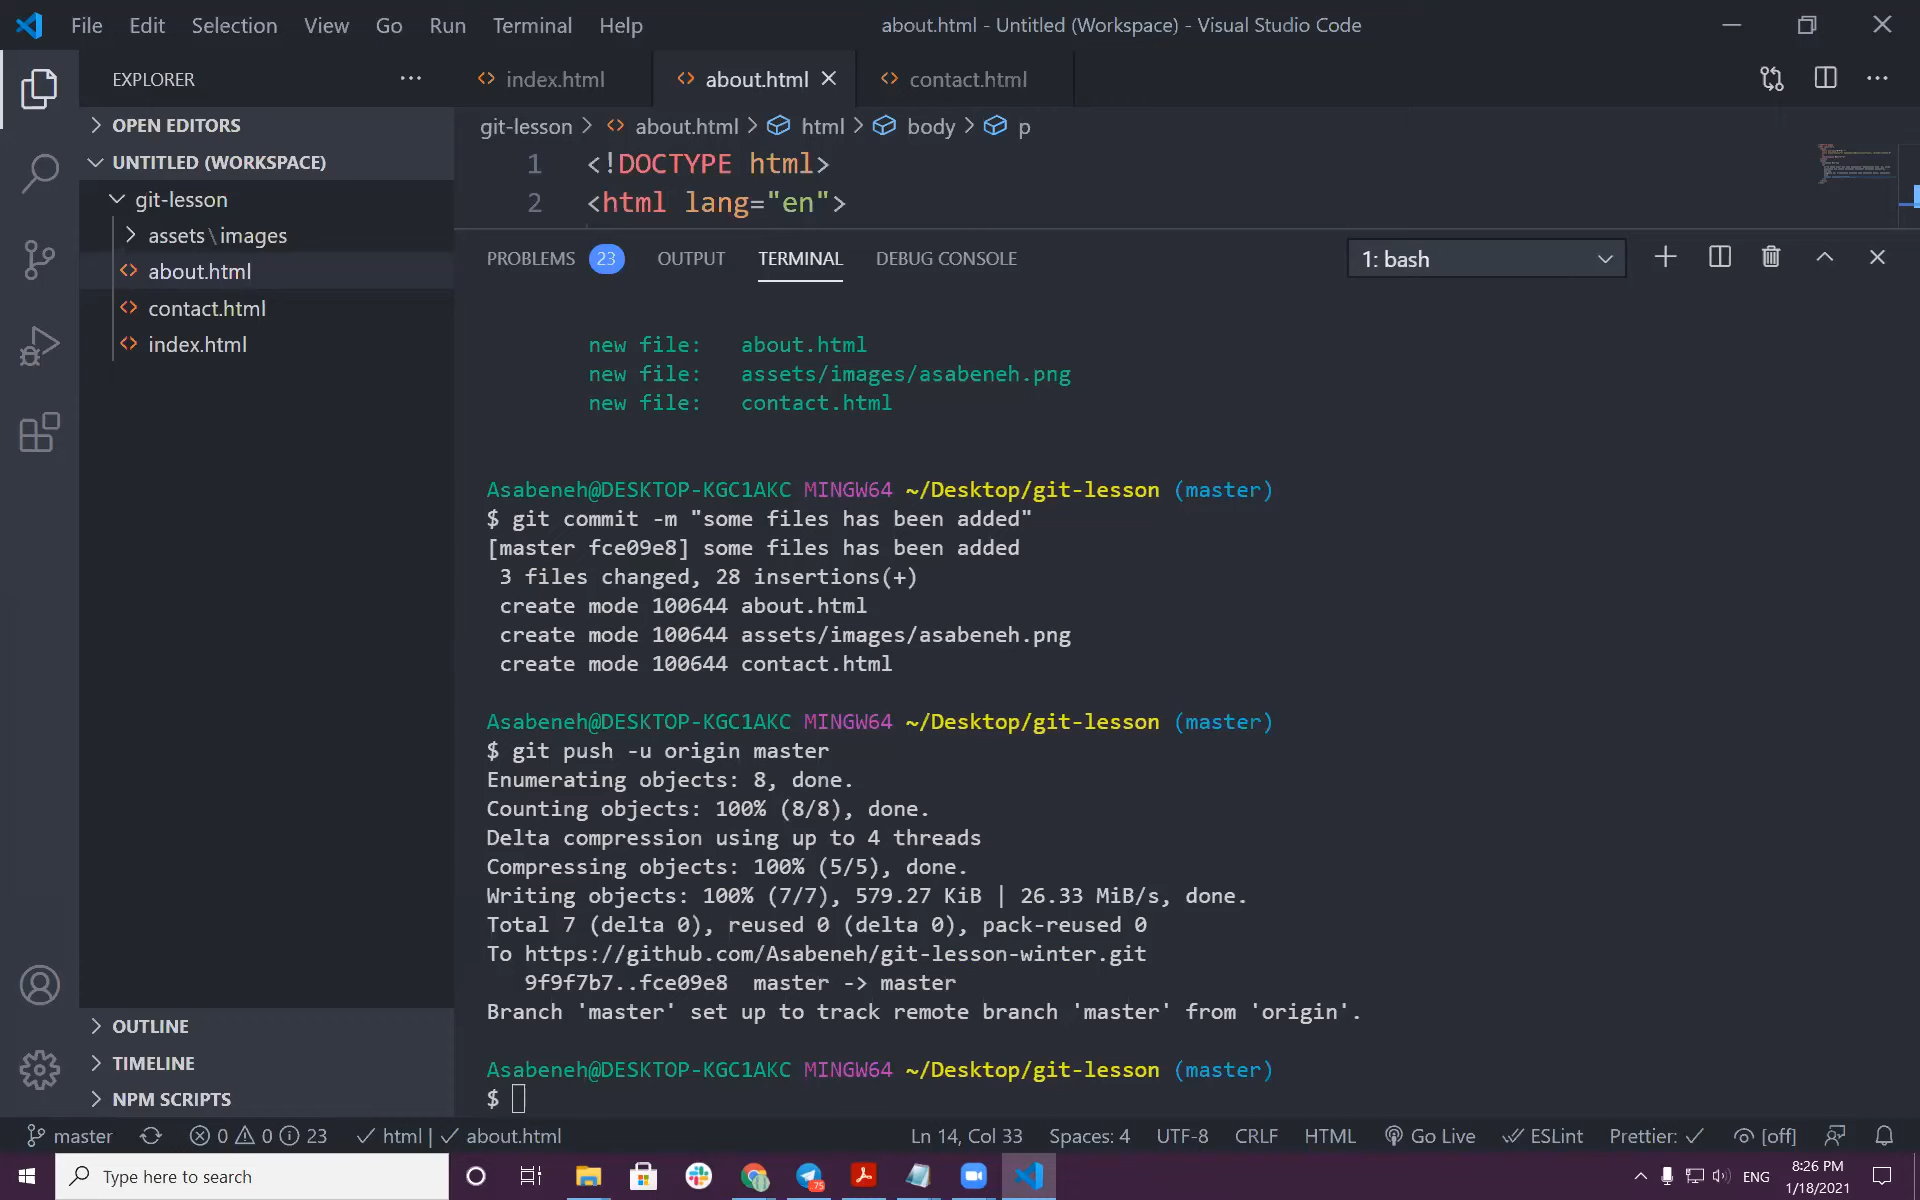 File Edit Selection View Go Run Terminal Help about.html - Untitled (Workspace) - Visual Studio Code
EXPLORER ··· index.html about.html contact.html ···
OPEN EDITORS
UNTITLED (WORKSPACE)
git-lesson
assets\images
about.html
contact.html
index.html
OUTLINE
TIMELINE
NPM SCRIPTS
git-lesson > about.html > html > body > p
1 <!DOCTYPE html>
2 <html lang="en">
PROBLEMS 23 OUTPUT TERMINAL DEBUG CONSOLE 1: bash
new file: about.html
new file: assets/images/asabeneh.png
new file: contact.html
Asabeneh@DESKTOP-KGC1AKC MINGW64 ~/Desktop/git-lesson (master)
$ git commit -m "some files has been added"
[master fce09e8] some files has been added
3 files changed, 28 insertions(+)
create mode 100644 about.html
create mode 100644 assets/images/asabeneh.png
create mode 100644 contact.html
Asabeneh@DESKTOP-KGC1AKC MINGW64 ~/Desktop/git-lesson (master)
$ git push -u origin master
Enumerating objects: 8, done.
Counting objects: 100% (8/8), done.
Delta compression using up to 4 threads
Compressing objects: 100% (5/5), done.
Writing objects: 100% (7/7), 579.27 KiB | 26.33 MiB/s, done.
Total 7 (delta 0), reused 0 (delta 0), pack-reused 0
To https://github.com/Asabeneh/git-lesson-winter.git
9f9f7b7..fce09e8 master -> master
Branch 'master' set up to track remote branch 'master' from 'origin'.
Asabeneh@DESKTOP-KGC1AKC MINGW64 ~/Desktop/git-lesson (master)
$
master 0 0 23 html | about.html Ln 14, Col 33 Spaces: 4 UTF-8 CRLF HTML Go Live ESLint Prettier: [off]
Type here to search 75 ENG 8:26 PM
1/18/2021